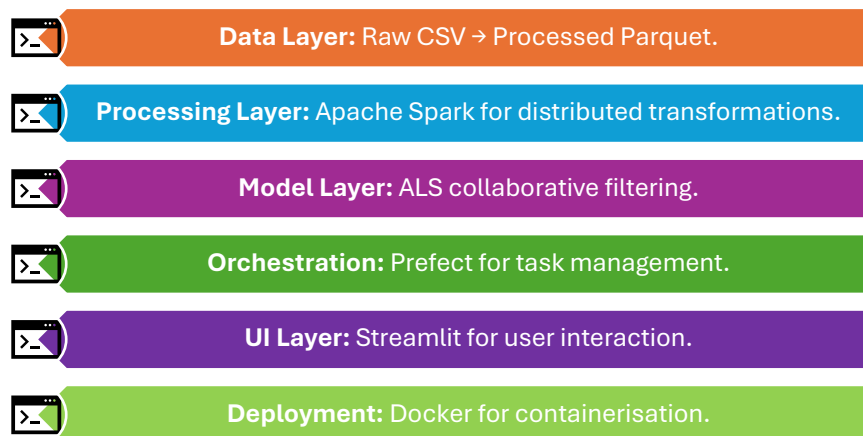 Data Layer: Raw CSV → Processed Parquet.
Processing Layer: Apache Spark for distributed transformations.
Model Layer: ALS collaborative filtering.
Orchestration: Prefect for task management.
UI Layer: Streamlit for user interaction.
Deployment: Docker for containerisation.